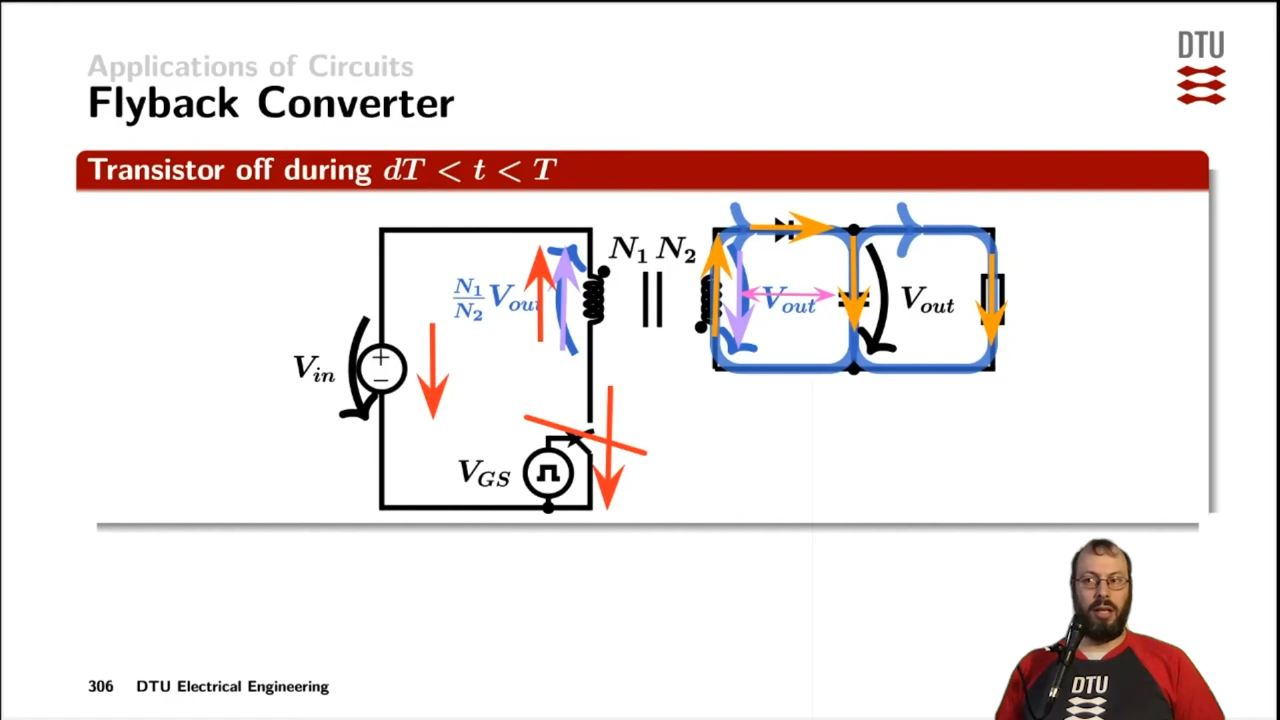 DTU
Applications of Circuits
Flyback Converter
Transistor off during dT < t < T
N₁ N₂
N₁/N₂ Vout
Vout
Vout
Vin
+
−
VGS
DTU
306 DTU Electrical Engineering